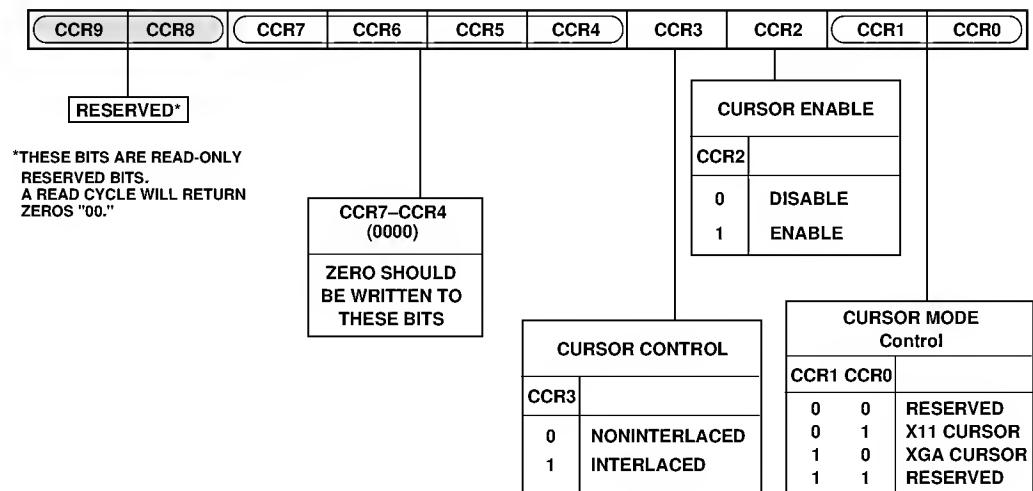 CCR9 CCR8 CCR7 CCR6 CCR5 CCR4 CCR3 CCR2 CCR1 CCR0
RESERVED*
*THESE BITS ARE READ-ONLY
RESERVED BITS.
A READ CYCLE WILL RETURN
ZEROS "00."
CCR7–CCR4
(0000)
ZERO SHOULD
BE WRITTEN TO
THESE BITS
CURSOR CONTROL
CCR3
0 NONINTERLACED
1 INTERLACED
CURSOR ENABLE
CCR2
0 DISABLE
1 ENABLE
CURSOR MODE
Control
CCR1 CCR0
0 0 RESERVED
0 1 X11 CURSOR
1 0 XGA CURSOR
1 1 RESERVED